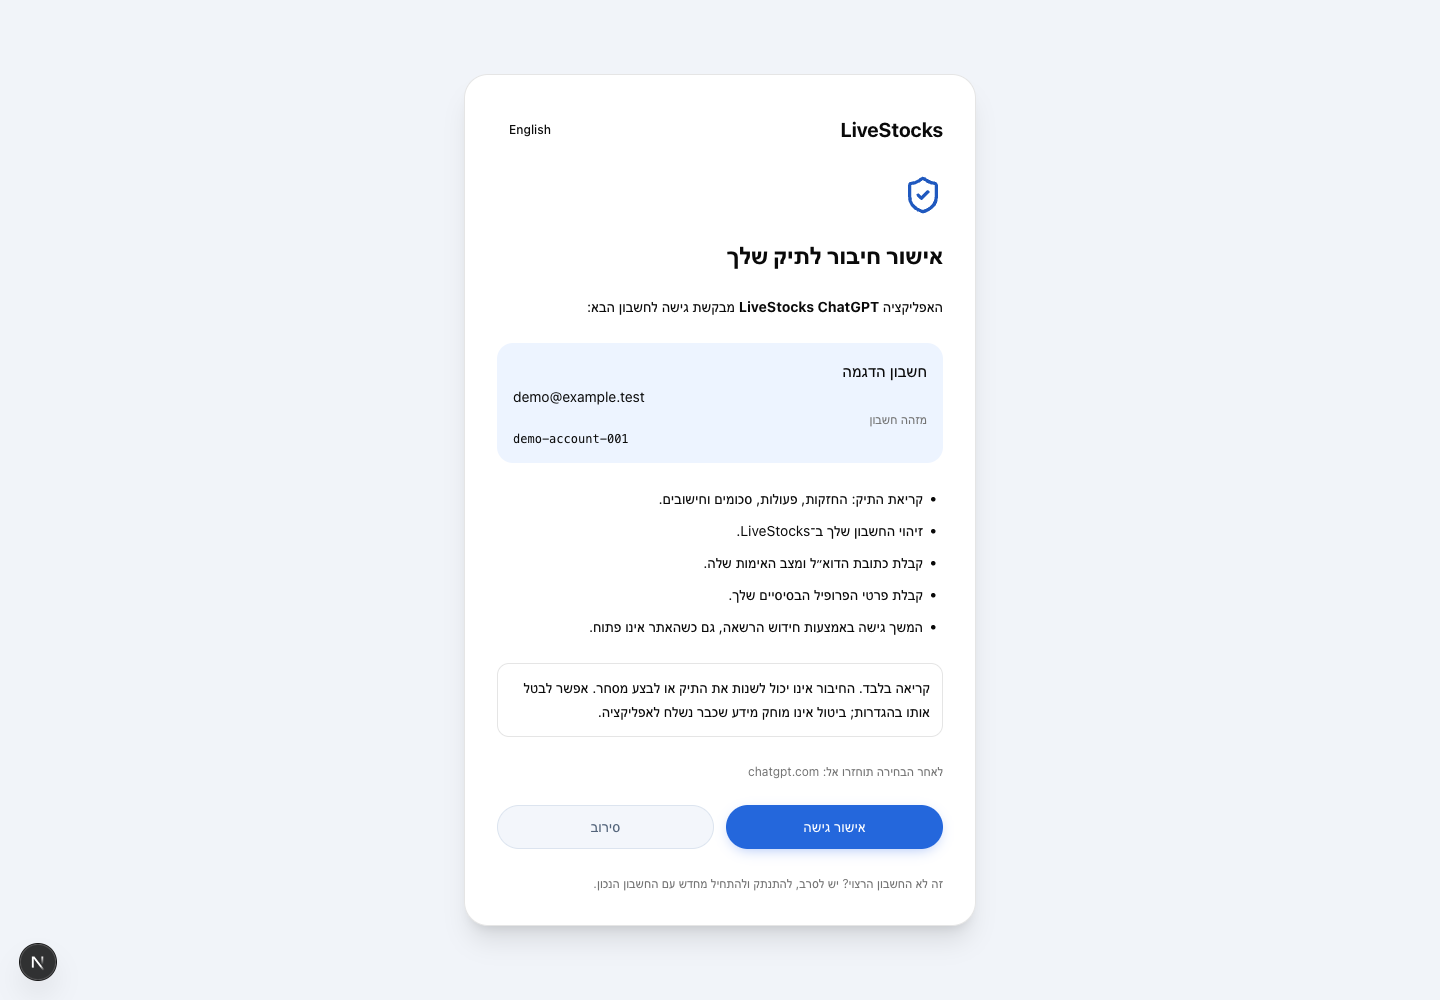 LiveStocks
English
אישור חיבור לתיק שלך
האפליקציה LiveStocks ChatGPT מבקשת גישה לחשבון הבא:
חשבון הדגמה
demo@example.test
מזהה חשבון
demo-account-001
• קריאת התיק: החזקות, פעולות, סכומים וחישובים.
• זיהוי החשבון שלך ב־LiveStocks.
• קבלת כתובת הדוא״ל ומצב האימות שלה.
• קבלת פרטי הפרופיל הבסיסיים שלך.
• המשך גישה באמצעות חידוש הרשאה, גם כשהאתר אינו פתוח.
קריאה בלבד. החיבור אינו יכול לשנות את התיק או לבצע מסחר. אפשר לבטל
אותו בהגדרות; ביטול אינו מוחק מידע שכבר נשלח לאפליקציה.
לאחר הבחירה תוחזרו אל: chatgpt.com
אישור גישה
סירוב
זה לא החשבון הרצוי? יש לסרב, להתנתק ולהתחיל מחדש עם החשבון הנכון.
N